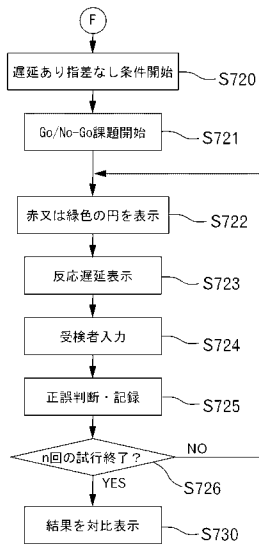 F
遅延あり指差なし条件開始
S720
Go/No-Go課題開始
S721
赤又は緑色の円を表示
S722
反応遅延表示
S723
受検者入力
S724
正誤判断・記録
S725
n回の試行終了?
NO
S726
YES
結果を対比表示
S730